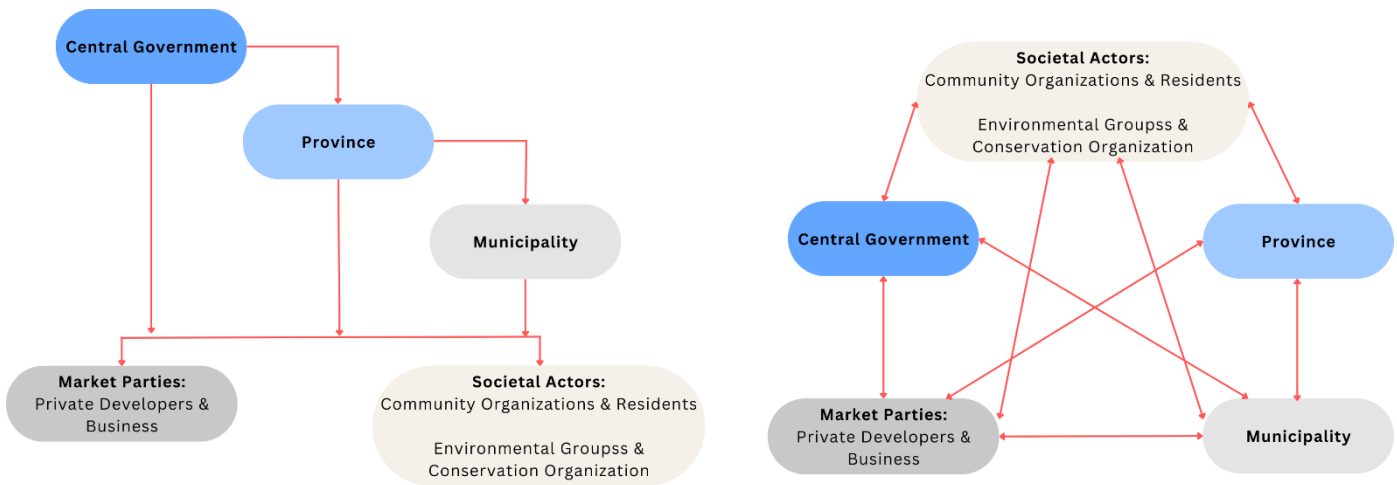 Central Government
Province
Municipality
Market Parties:
Private Developers &
Business
Societal Actors:
Community Organizations & Residents
Environmental Groupss &
Conservation Organization
Societal Actors:
Community Organizations & Residents
Environmental Groupss &
Conservation Organization
Central Government
Province
Market Parties:
Private Developers &
Business
Municipality